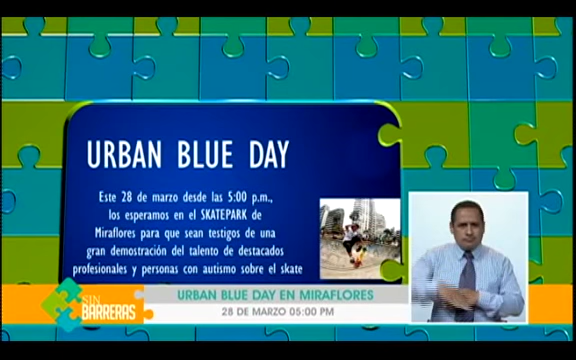 URBAN BLUE DAY
Este 28 de marzo desde las 5:00 p.m.,
los esperamos en el SKATEPARK de
Miraflores para que sean testigos de una
gran demostración del talento de destacados
profesionales y personas con autismo sobre el skate
SIN
BARRERAS
URBAN BLUE DAY EN MIRAFLORES
28 DE MARZO 05:00 PM